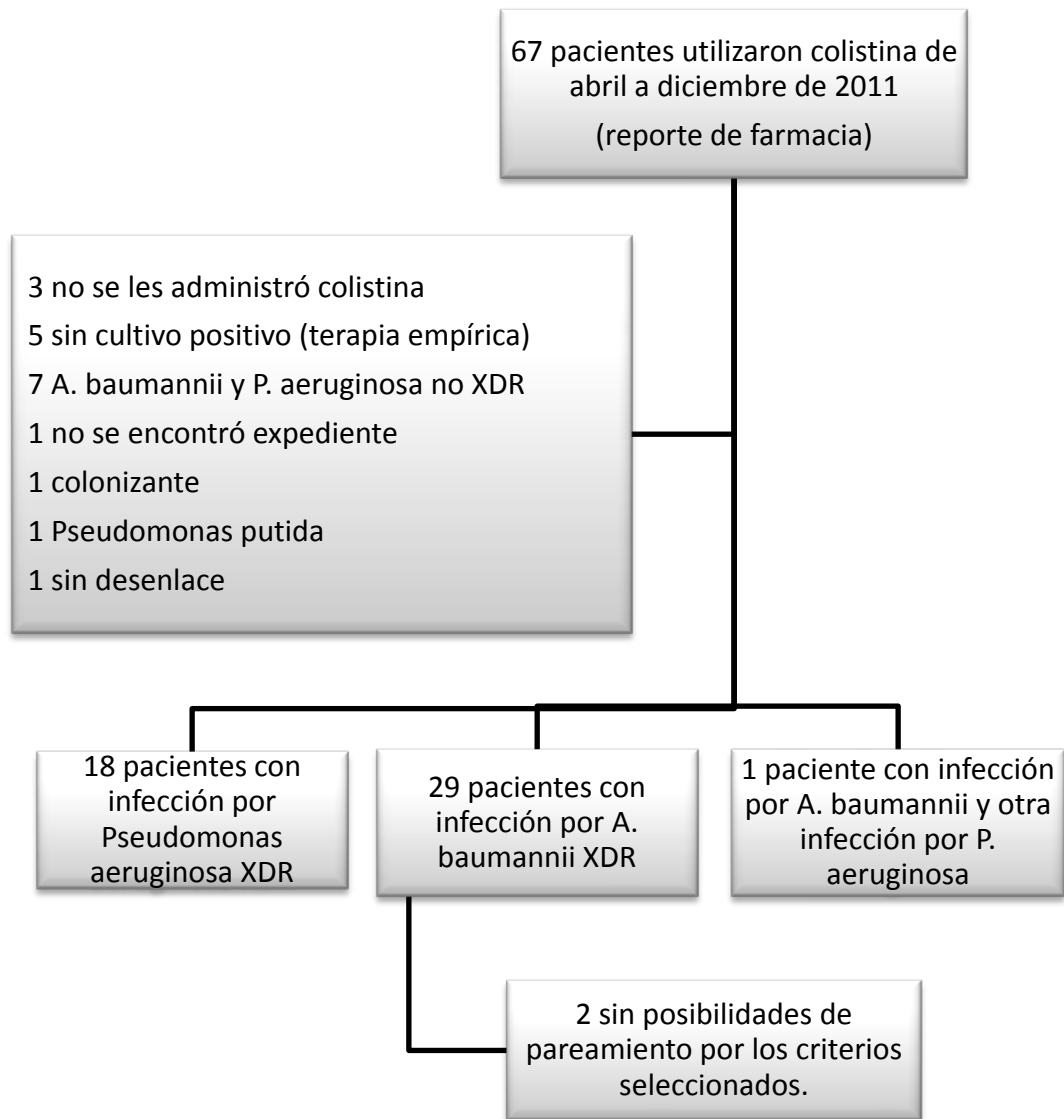 67 pacientes utilizaron colistina de
abril a diciembre de 2011
(reporte de farmacia)
3 no se les administró colistina
5 sin cultivo positivo (terapia empírica)
7 A. baumannii y P. aeruginosa no XDR
1 no se encontró expediente
1 colonizante
1 Pseudomonas putida
1 sin desenlace
18 pacientes con
infección por
Pseudomonas
aeruginosa XDR
29 pacientes con
infección por A.
baumannii XDR
1 paciente con infección
por A. baumannii y otra
infección por P.
aeruginosa
2 sin posibilidades de
pareamiento por los criterios
seleccionados.